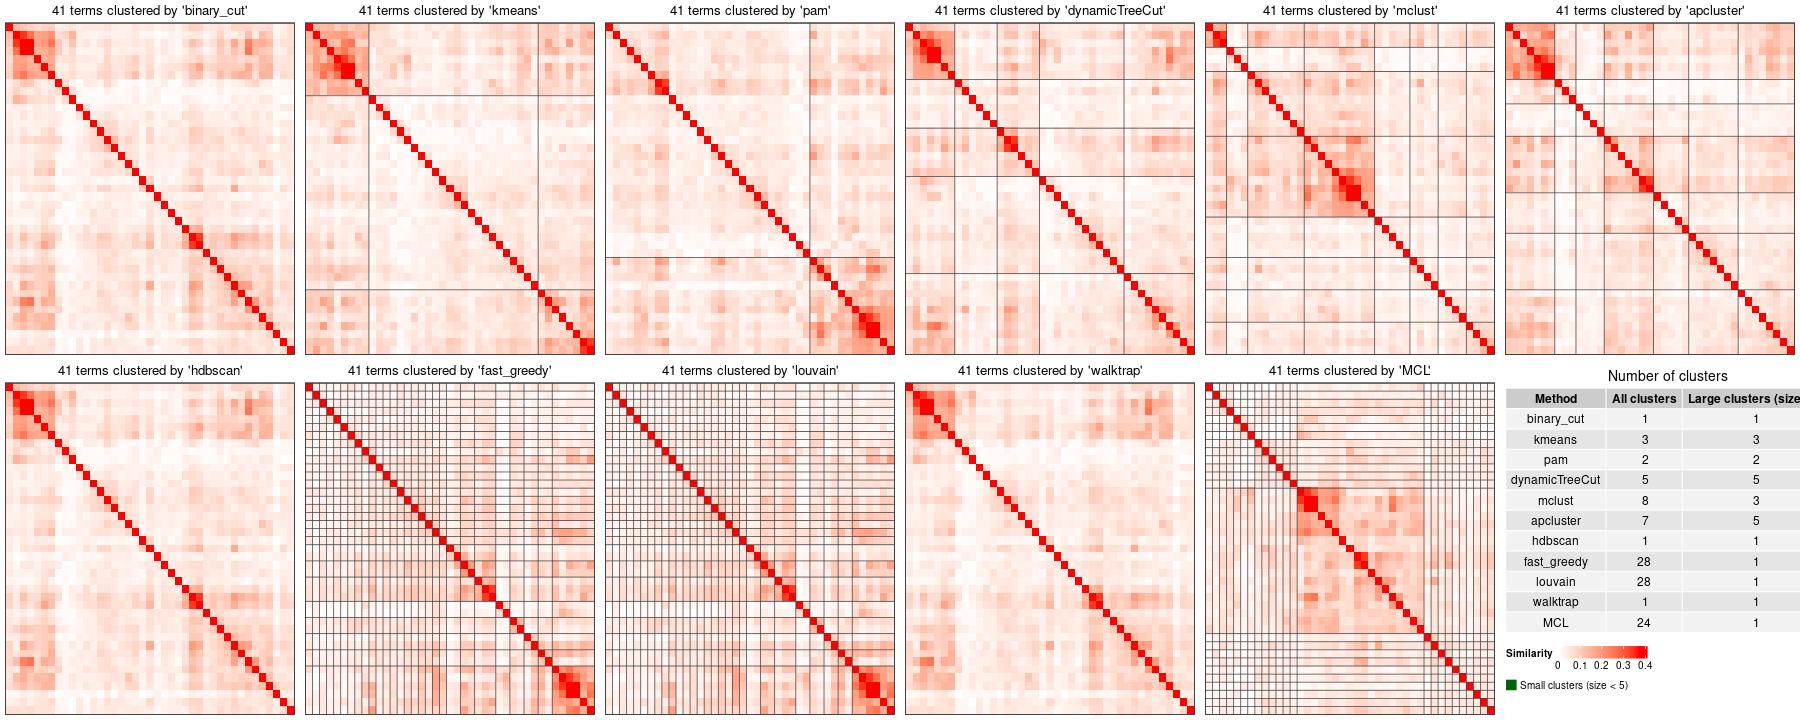 41 terms clustered by 'binary_cut'
41 terms clustered by 'kmeans'
41 terms clustered by 'pam'
41 terms clustered by 'dynamicTreeCut'
41 terms clustered by 'mclust'
41 terms clustered by 'apcluster'
41 terms clustered by 'hdbscan'
41 terms clustered by 'fast_greedy'
41 terms clustered by 'louvain'
41 terms clustered by 'walktrap'
41 terms clustered by 'MCL'
Number of clusters
Method All clusters Large clusters (size
binary_cut 1 1
kmeans 3 3
pam 2 2
dynamicTreeCut 5 5
mclust 8 3
apcluster 7 5
hdbscan 1 1
fast_greedy 28 1
louvain 28 1
walktrap 1 1
MCL 24 1
Similarity
0 0.1 0.2 0.3 0.4
Small clusters (size < 5)